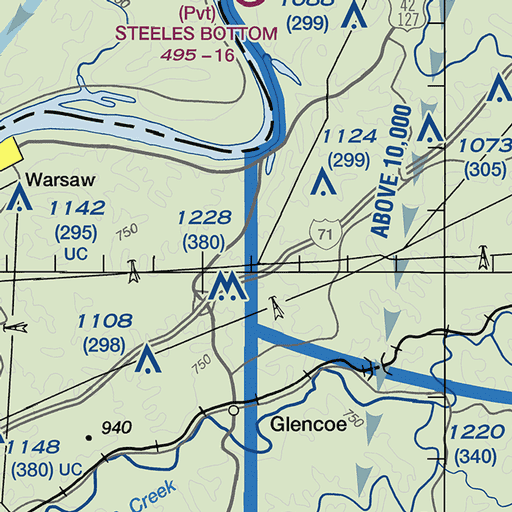 1088
(299)
42
127
(Pvt)
STEELES BOTTOM
495 - 16
1124
(299)
ABOVE 10,000
1073
(305)
Warsaw
1142
(295)
UC
750
1228
(380)
71
1108
(298)
750
940
Glencoe
750
1148
(380) UC
1220
(340)
Creek